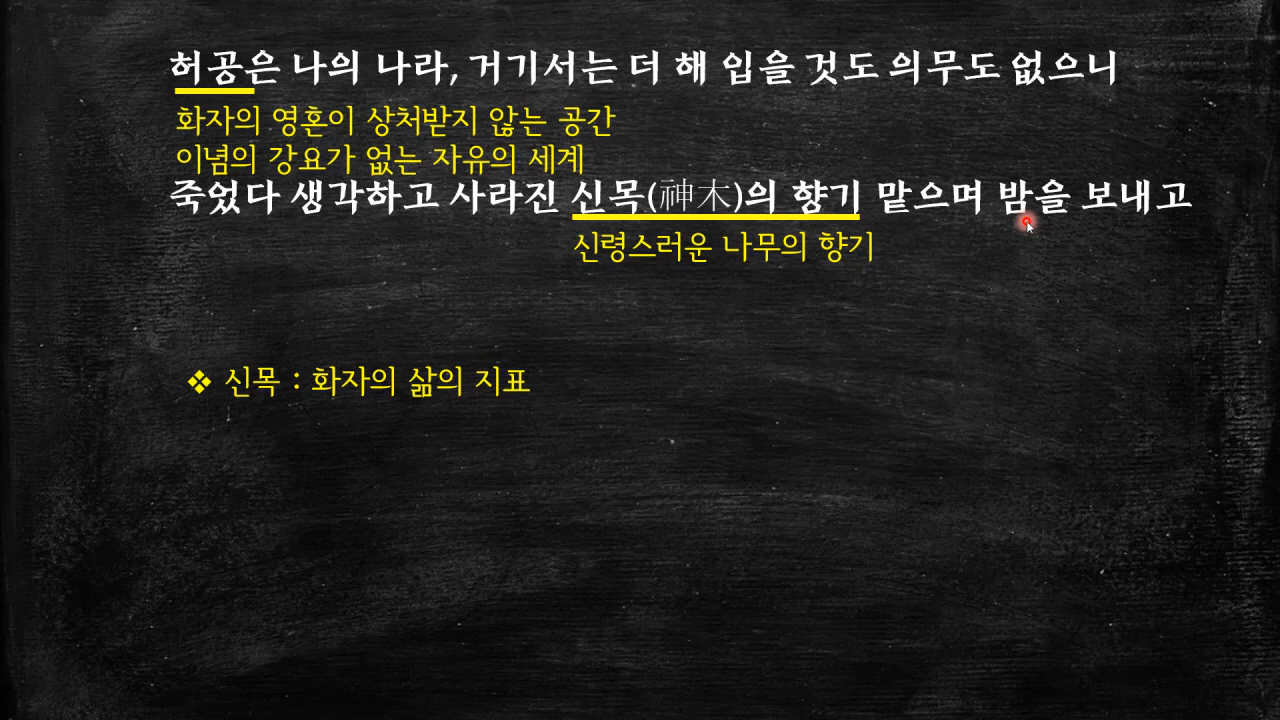 허공은 나의 나라, 거기서는 더 해 입을 것도 의무도 없으니
화자의 영혼이 상처받지 않는 공간
이념의 강요가 없는 자유의 세계
죽었다 생각하고 사라진 신목(神木)의 향기 맡으며 밤을 보내고
신령스러운 나무의 향기
❖ 신목 : 화자의 삶의 지표